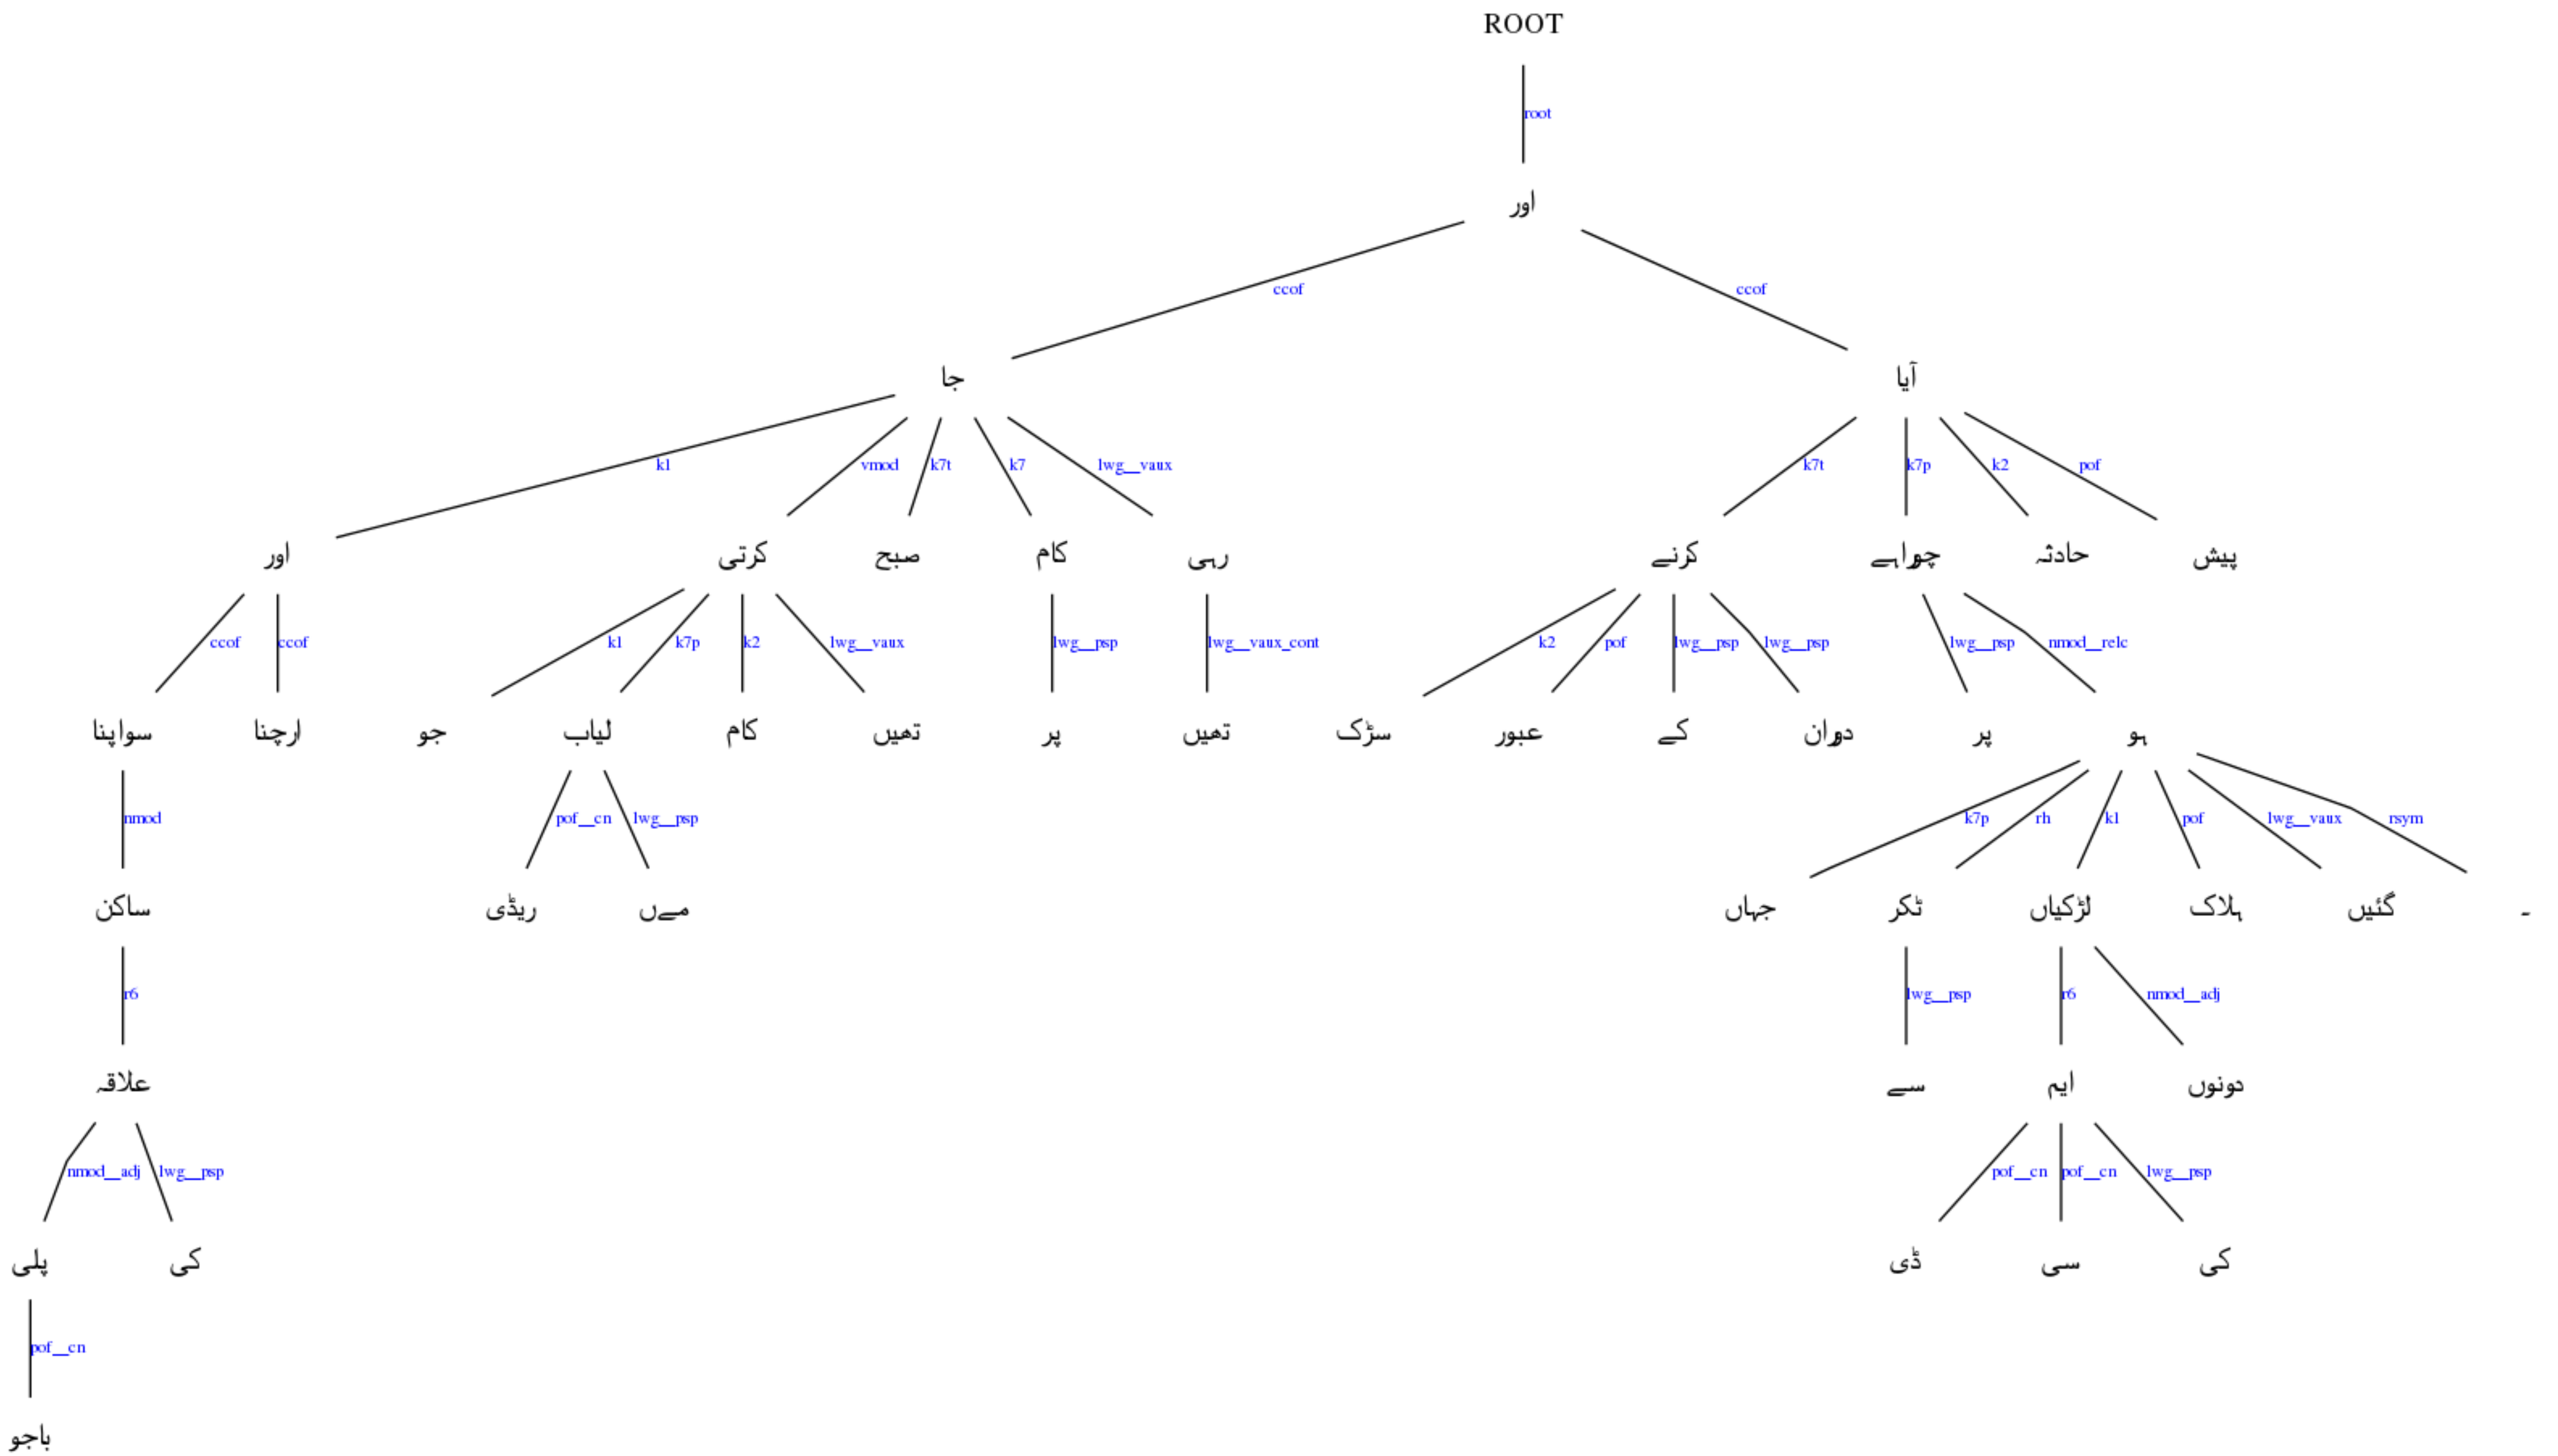 ROOT
root
اور
ccof ccof
جا آیا
k1 vmod k7t k7 lwg__vaux k7t k7p k2 pof
اور کرتی صبح کام رہی کرنے چوراہے حادثہ پیش
ccof ccof k1 k7p k2 lwg__vaux lwg__psp lwg__vaux_cont k2 pof lwg__psp lwg__psp lwg__psp nmod__relc
سواپنا ارچنا جو لیاب کام تھیں پر تھیں سڑک عبور کے دوران پر ہو
nmod pof__cn lwg__psp k7p rh k1 pof lwg__vaux rsym
ساکن ریڈی مےں جہاں ٹکر لڑکیاں ہلاک گئیں ۔
r6 lwg__psp r6 nmod__adj
علاقہ سے ایم دونوں
nmod__adj lwg__psp pof__cn pof__cn lwg__psp
پلی کی ڈی سی کی
pof__cn
باجو